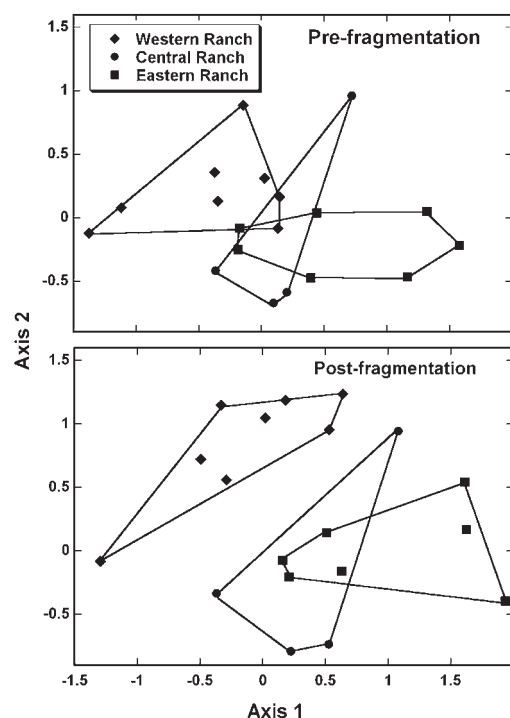 1.5
Western Ranch
Pre-fragmentation
Central Ranch
Eastern Ranch
1
0.5
0
-0.5
Axis 2
1.5
Post-fragmentation
1
0.5
0
-0.5
-1.5 -1 -0.5 0 0.5 1 1.5
Axis 1